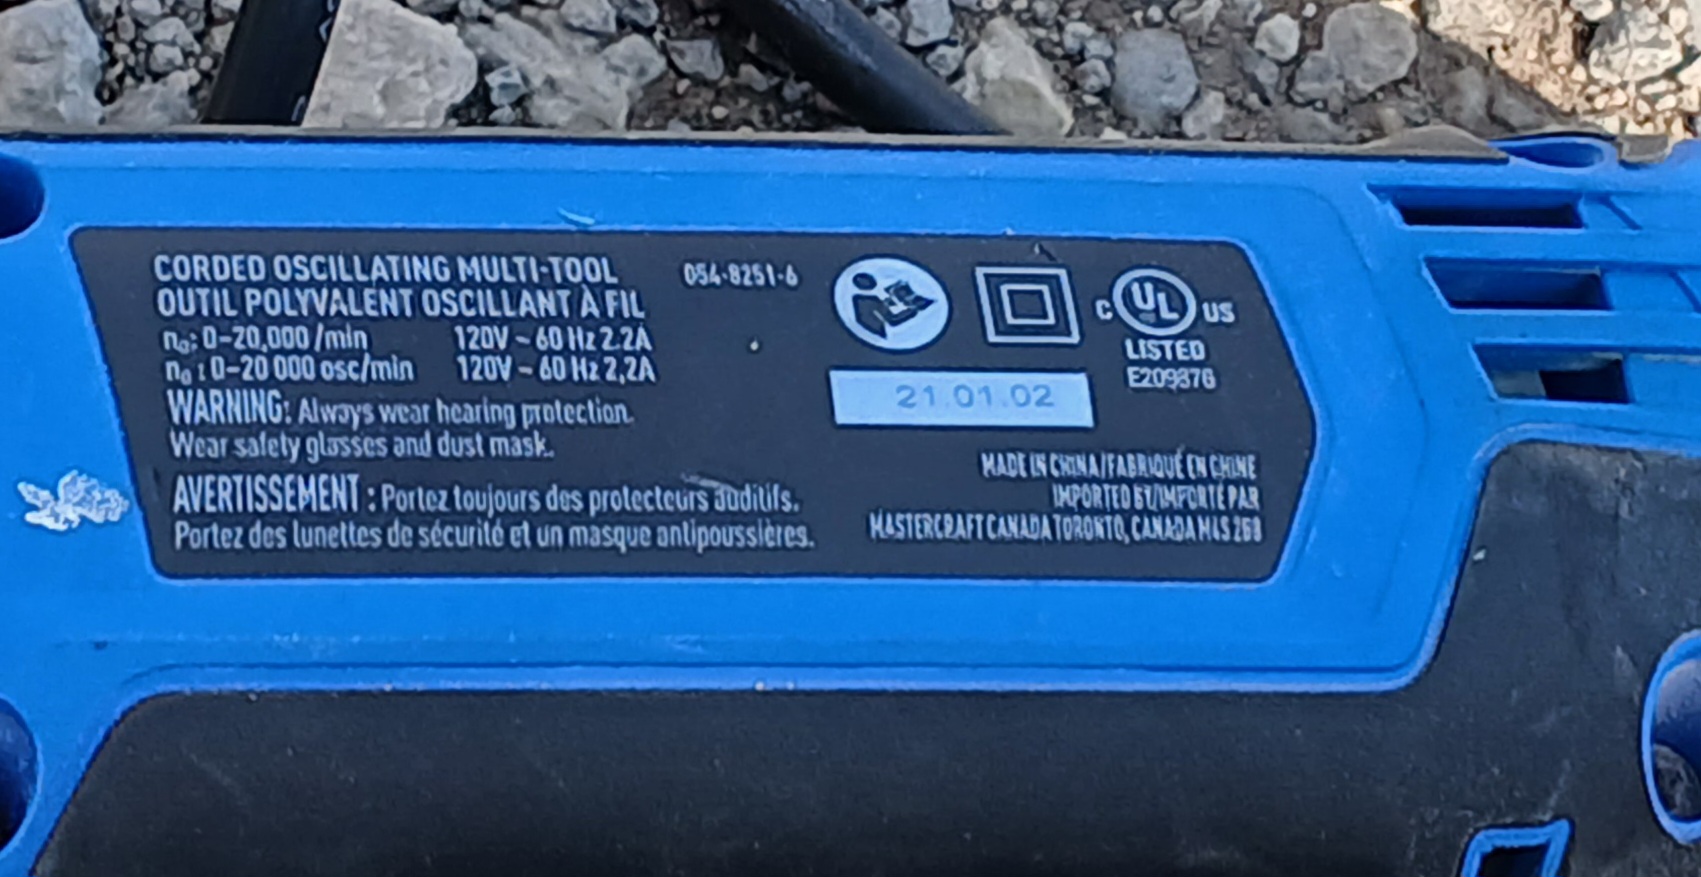 CORDED OSCILLATING MULTI-TOOL
OUTIL POLYVALENT OSCILLANT À FIL
054-8251-6
n₀: 0-20,000 /min 120V ~ 60 Hz 2.2A
n₀ : 0-20 000 osc/min 120V ~ 60 Hz 2,2A
WARNING: Always wear hearing protection.
Wear safety glasses and dust mask.
AVERTISSEMENT : Portez toujours des protecteurs auditifs.
Portez des lunettes de sécurité et un masque antipoussières.
C UL US
LISTED
21.01.02
MADE IN CHINA/FABRIQUÉ EN CHINE
IMPORTED BY/IMPORTÉ PAR
MASTERCRAFT CANADA TORONTO, CANADA M4S 2B8